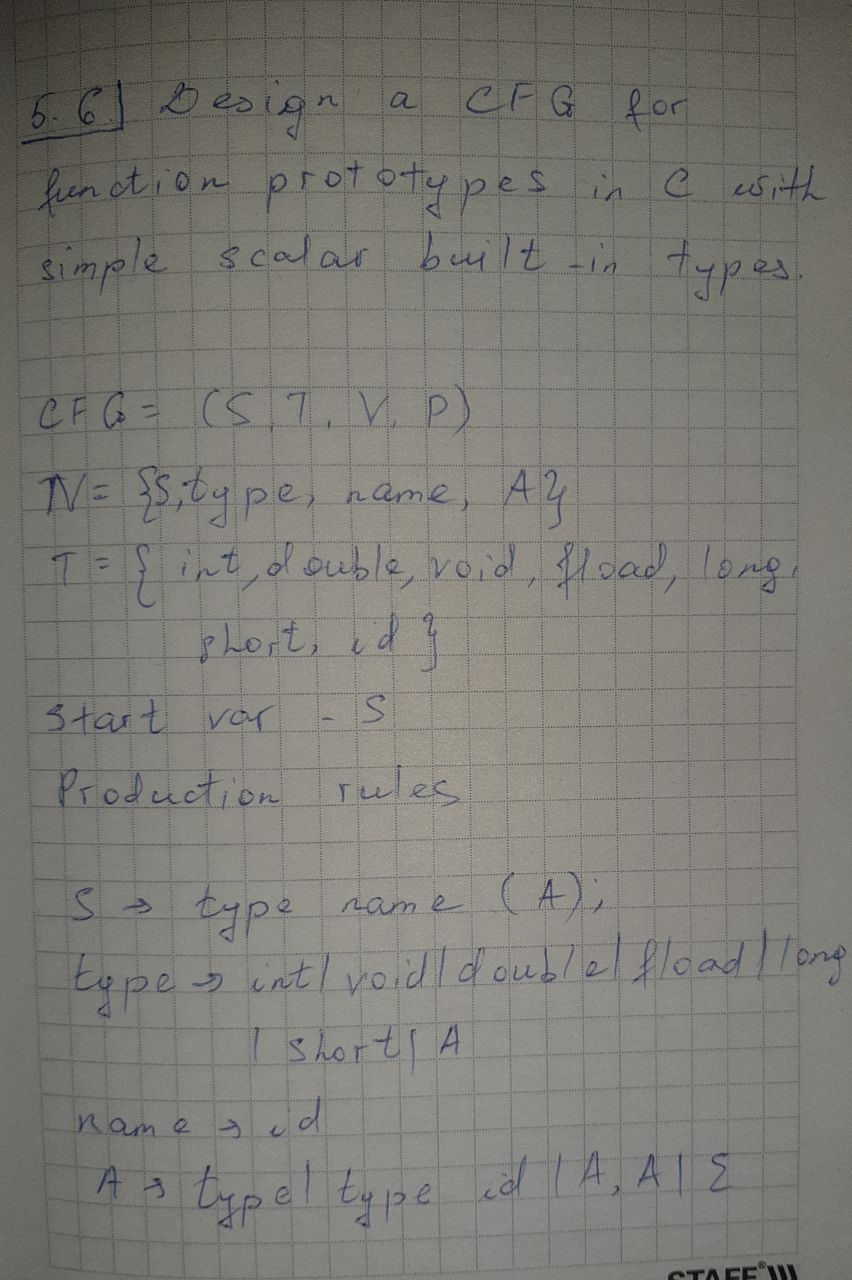 5.6] Design a CFG for
function prototypes in C with
simple scalar built-in types.
CFG = (S, T, V, P)
N = {S, type, name, A}
T = { int, double, void, fload, long,
short, id }
Start var - S
Production rules
S → type name (A);
type → int | void | double | fload | long
| short | A
name → id
A → type | type id | A, A | Σ
STAEDTLER